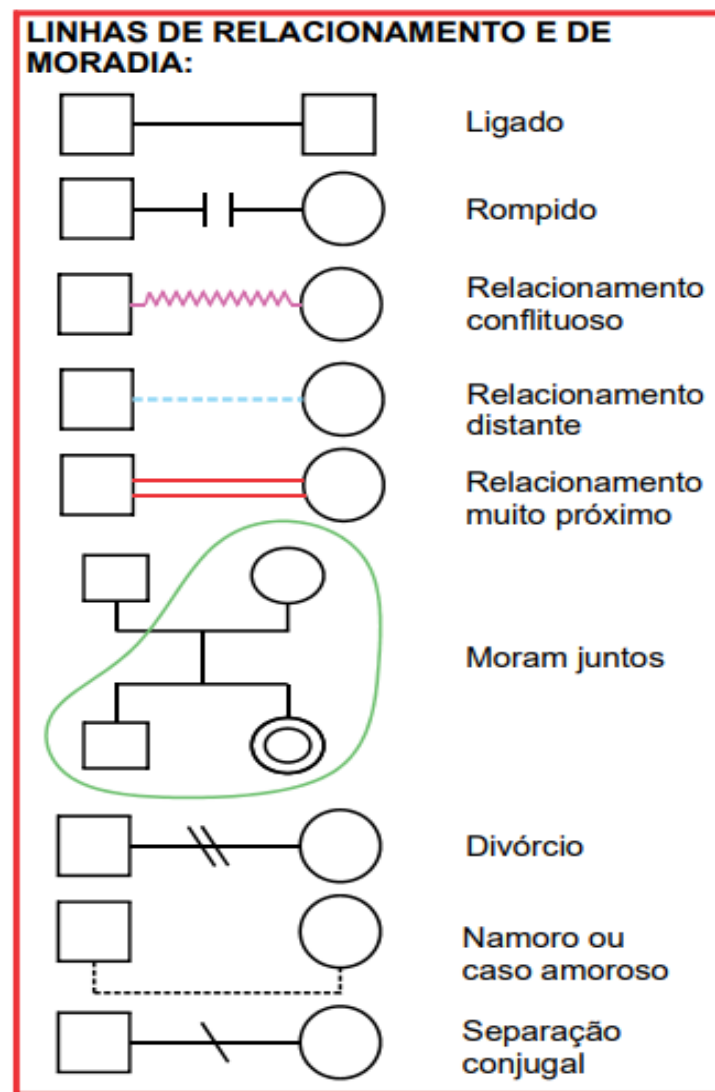 LINHAS DE RELACIONAMENTO E DE
MORADIA:
Ligado
Rompido
Relacionamento
conflituoso
Relacionamento
distante
Relacionamento
muito próximo
Moram juntos
Divórcio
Namoro ou
caso amoroso
Separação
conjugal